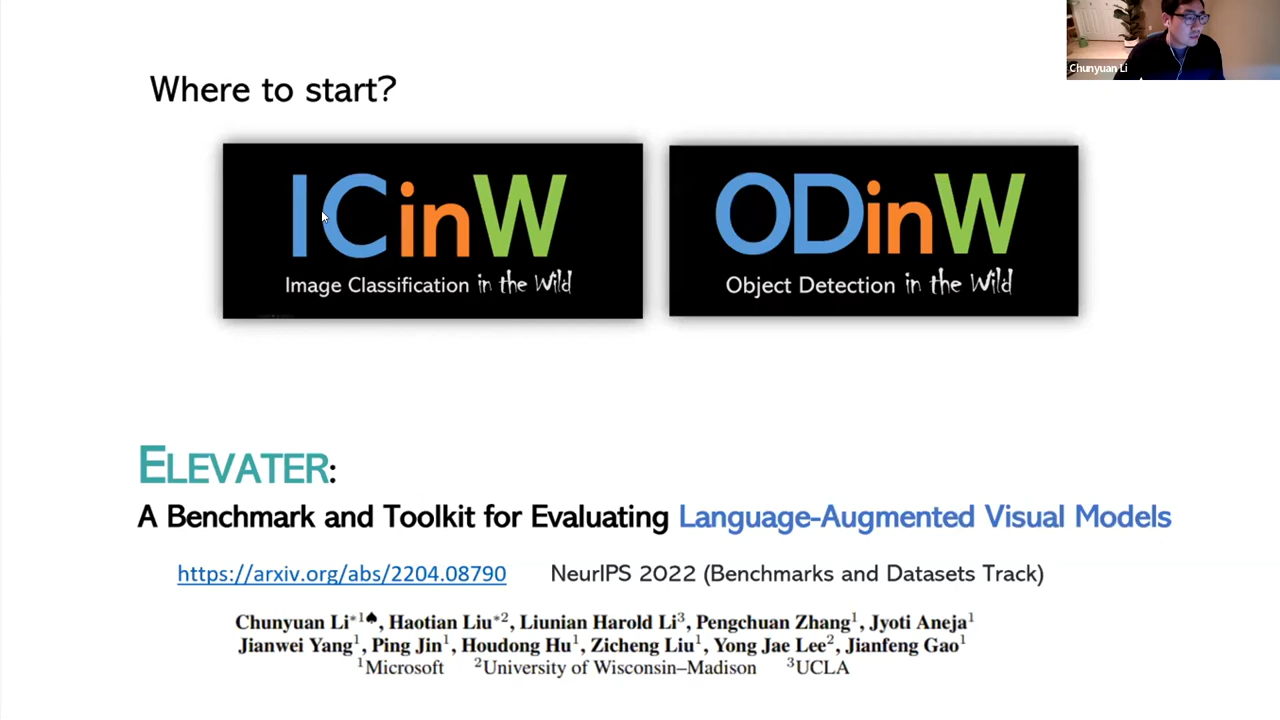 Chunyuan Li
Where to start?
ICinW
Image Classification in the Wild
ODinW
Object Detection in the Wild
ELEVATER:
A Benchmark and Toolkit for Evaluating Language-Augmented Visual Models
https://arxiv.org/abs/2204.08790 NeurIPS 2022 (Benchmarks and Datasets Track)
Chunyuan Li*1♠, Haotian Liu*2, Liunian Harold Li3, Pengchuan Zhang1, Jyoti Aneja1
Jianwei Yang1, Ping Jin1, Houdong Hu1, Zicheng Liu1, Yong Jae Lee2, Jianfeng Gao1
1Microsoft 2University of Wisconsin–Madison 3UCLA